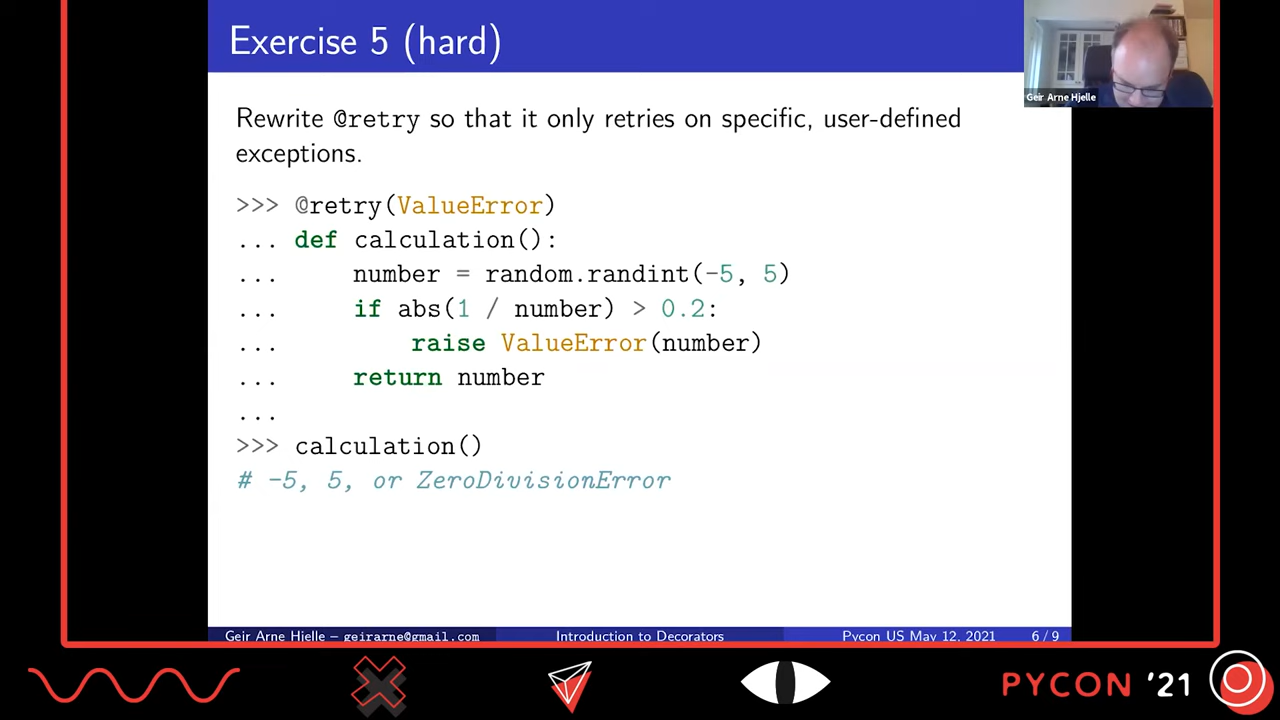 Exercise 5 (hard)
Geir Arne Hjelle
Rewrite @retry so that it only retries on specific, user-defined
exceptions.
>>> @retry(ValueError)
... def calculation():
...     number = random.randint(-5, 5)
...     if abs(1 / number) > 0.2:
...         raise ValueError(number)
...     return number
...
>>> calculation()
# -5, 5, or ZeroDivisionError
Geir Arne Hjelle – geirarne@gmail.com Introduction to Decorators Pycon US May 12, 2021 6 / 9
PYCON '21